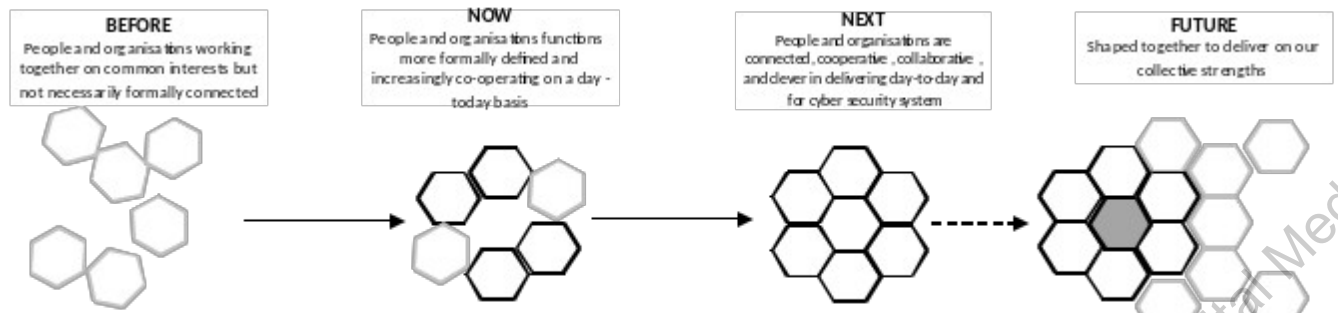 BEFORE
People and organisations working
together on common interests but
not necessarily formally connected
NOW
People and organisations functions
more formally defined and
increasingly co-operating on a day -
today basis
NEXT
People and organisations are
connected , cooperative , collaborative ,
and clever in delivering day-to-day and
for cyber security system
FUTURE
Shaped together to deliver on our
collective strengths